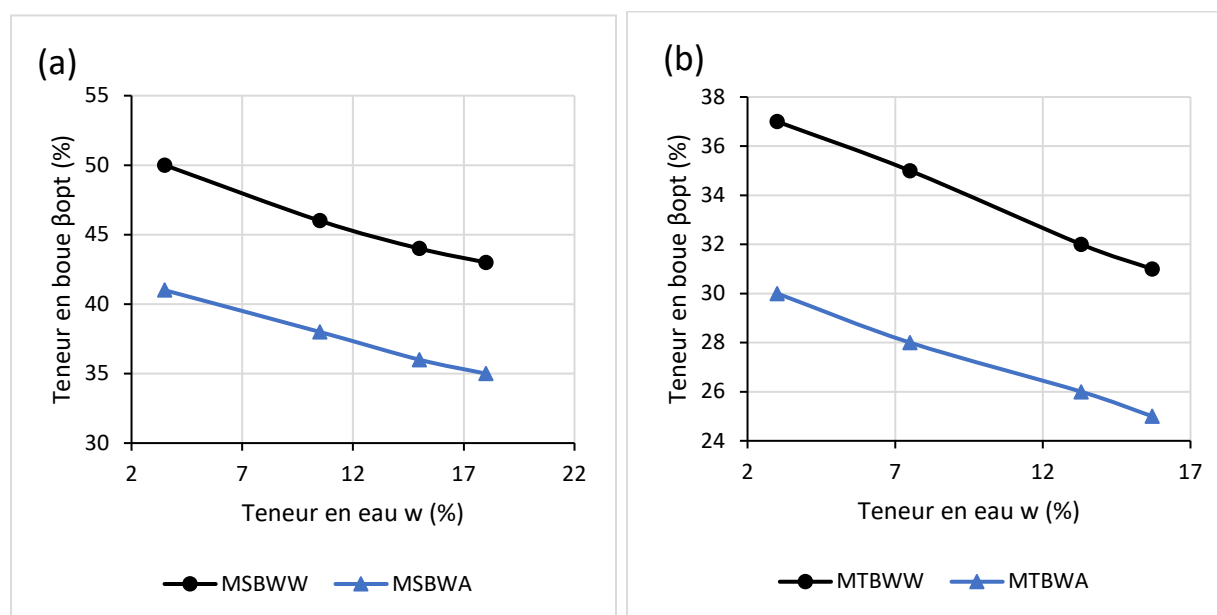 (a)
Teneur en boue βopt (%)
55
50
45
40
35
30
2 7 12 17 22
Teneur en eau w (%)
MSBWW MSBWA
(b)
Teneur en boue βopt (%)
38
36
34
32
30
28
26
24
2 7 12 17
Teneur en eau w (%)
MTBWW MTBWA